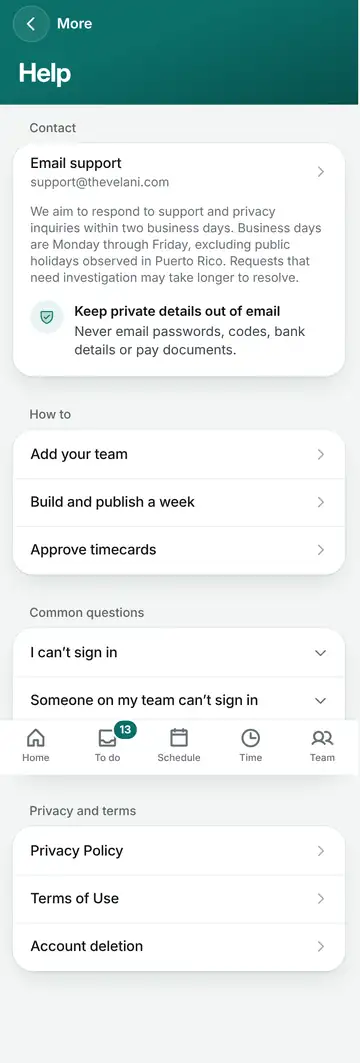 More
Help
Contact
Email support
support@thevelani.com
We aim to respond to support and privacy
inquiries within two business days. Business days
are Monday through Friday, excluding public
holidays observed in Puerto Rico. Requests that
need investigation may take longer to resolve.
Keep private details out of email
Never email passwords, codes, bank
details or pay documents.
How to
Add your team
Build and publish a week
Approve timecards
Common questions
I can’t sign in
Someone on my team can’t sign in
13
Home
To do
Schedule
Time
Team
Privacy and terms
Privacy Policy
Terms of Use
Account deletion